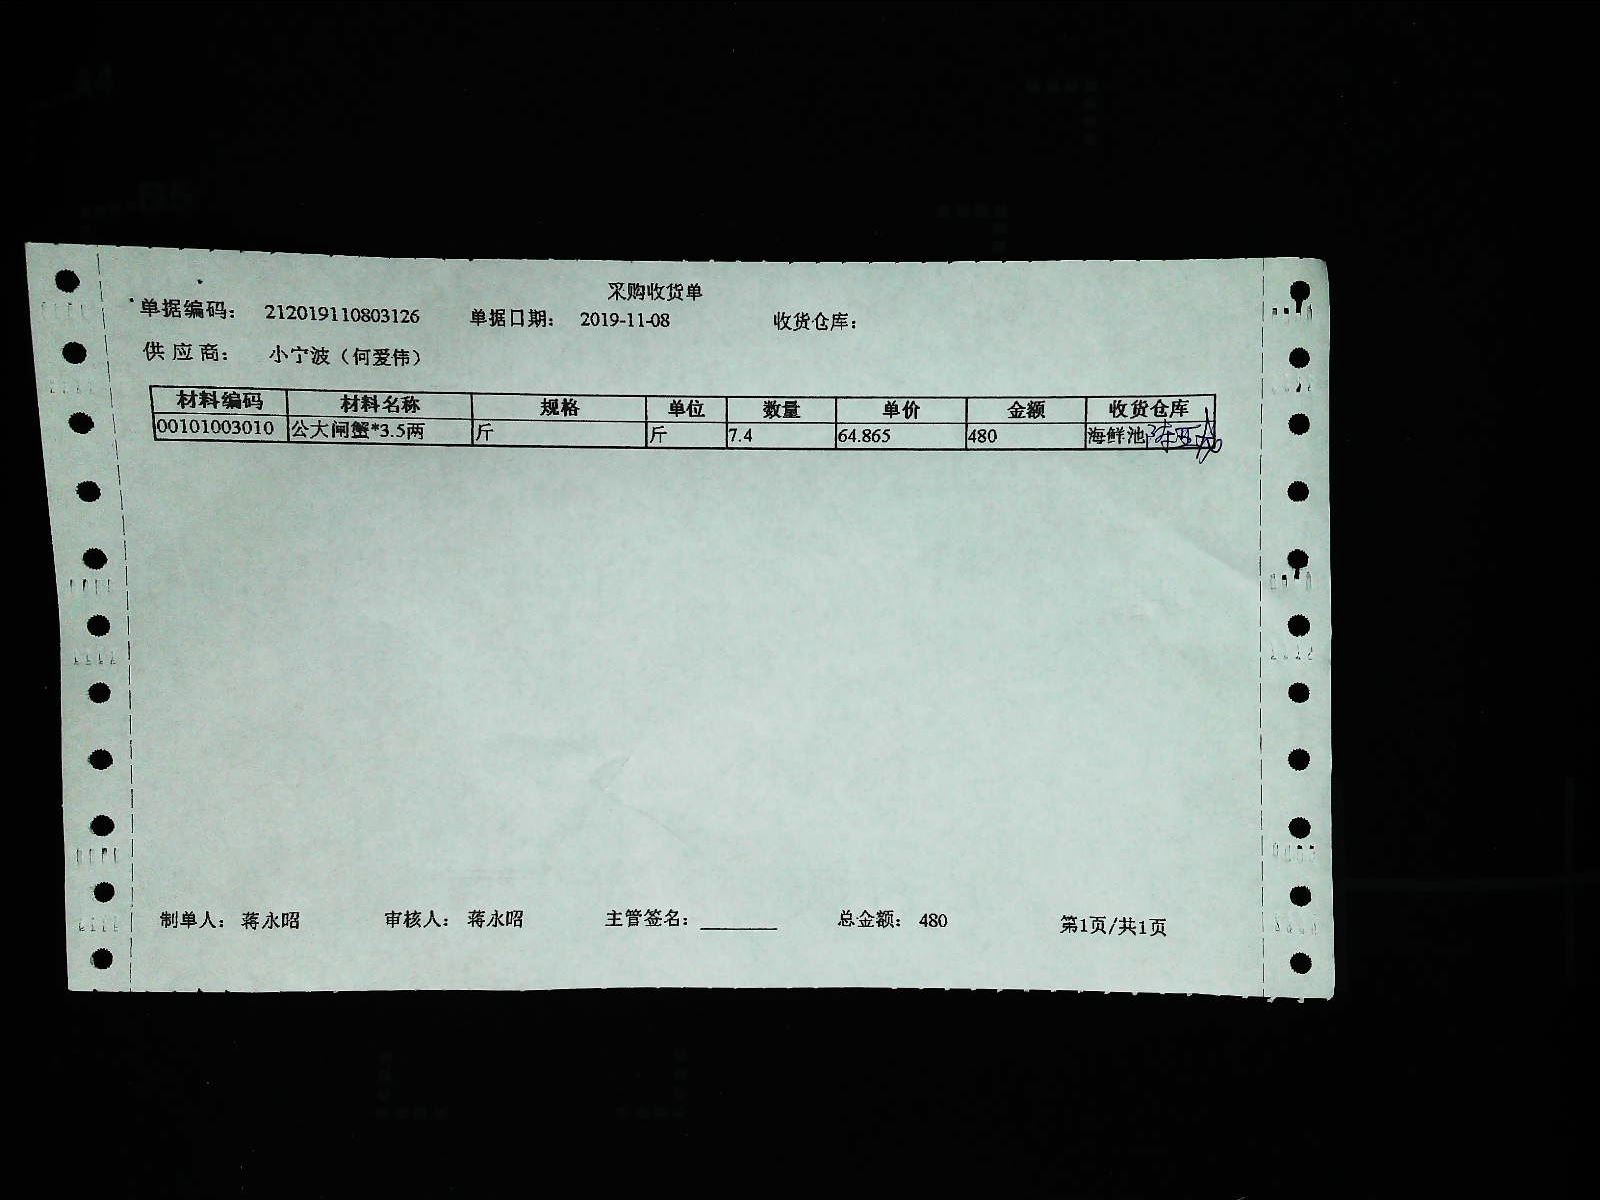 采购收货单
单据编码： 212019110803126 单据日期： 2019-11-08 收货仓库：
供应商： 小宁波（何爱伟）
材料编码 材料名称 规格 单位 数量 单价 金额 收货仓库
00101003010 公大闸蟹*3.5两 斤 斤 7.4 64.865 480 海鲜池
制单人： 蒋永昭 审核人： 蒋永昭 主管签名： 总金额： 480 第1页/共1页